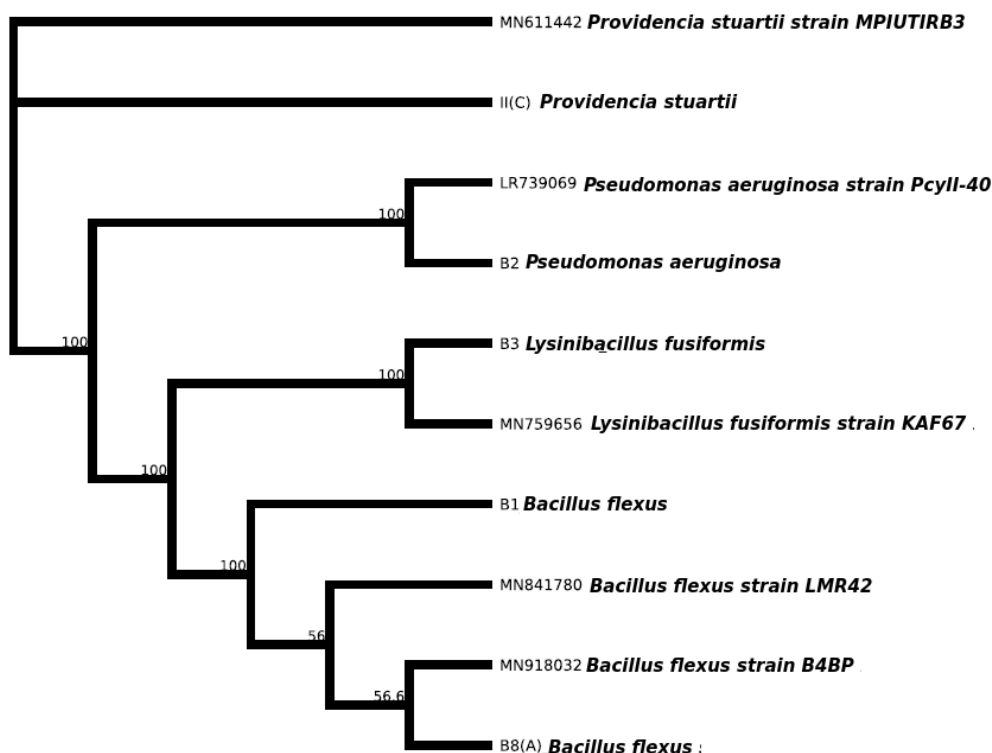 MN611442 Providencia stuartii strain MPIUTIRB3
II(C) Providencia stuartii
LR739069 Pseudomonas aeruginosa strain PcyII-40
100
B2 Pseudomonas aeruginosa
B3 Lysinibacillus fusiformis
100
100
MN759656 Lysinibacillus fusiformis strain KAF67
100
B1 Bacillus flexus
100
MN841780 Bacillus flexus strain LMR42
56
MN918032 Bacillus flexus strain B4BP
56.6
B8(A) Bacillus flexus